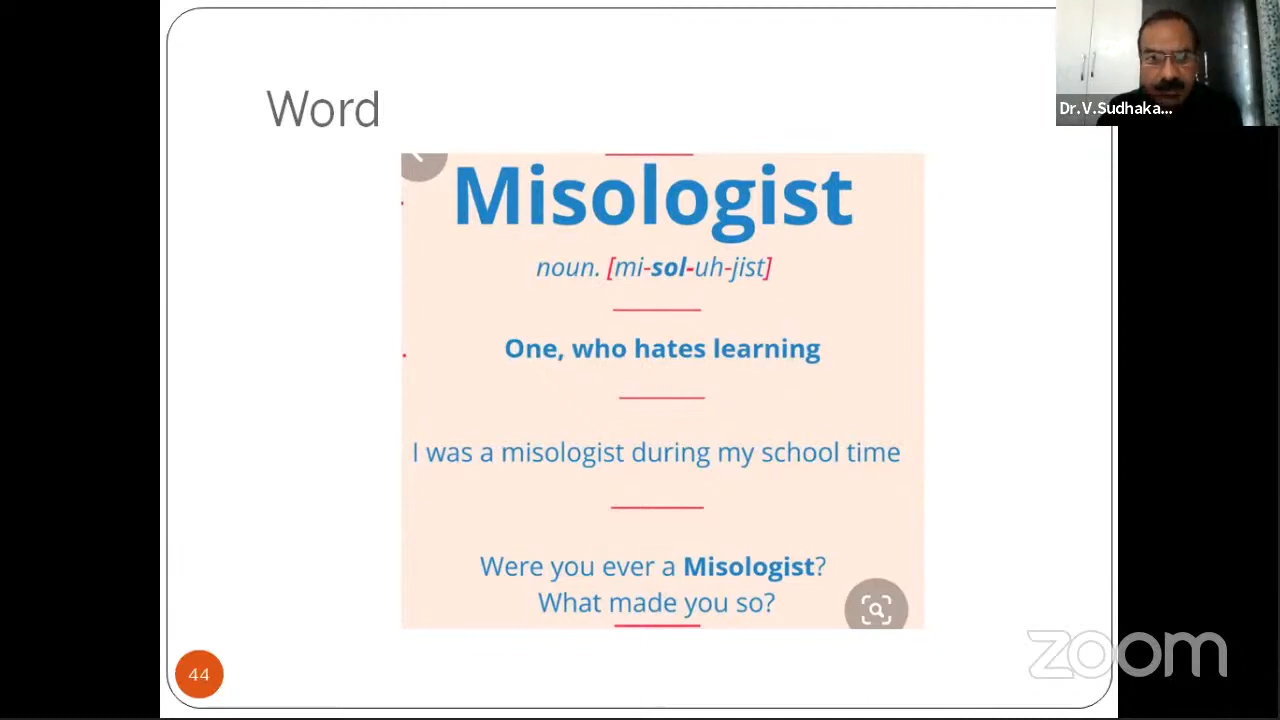 Word
Dr.V.Sudhaka...
Misologist
noun. [mi-sol-uh-jist]
One, who hates learning
I was a misologist during my school time
Were you ever a Misologist?
What made you so?
44
zoom